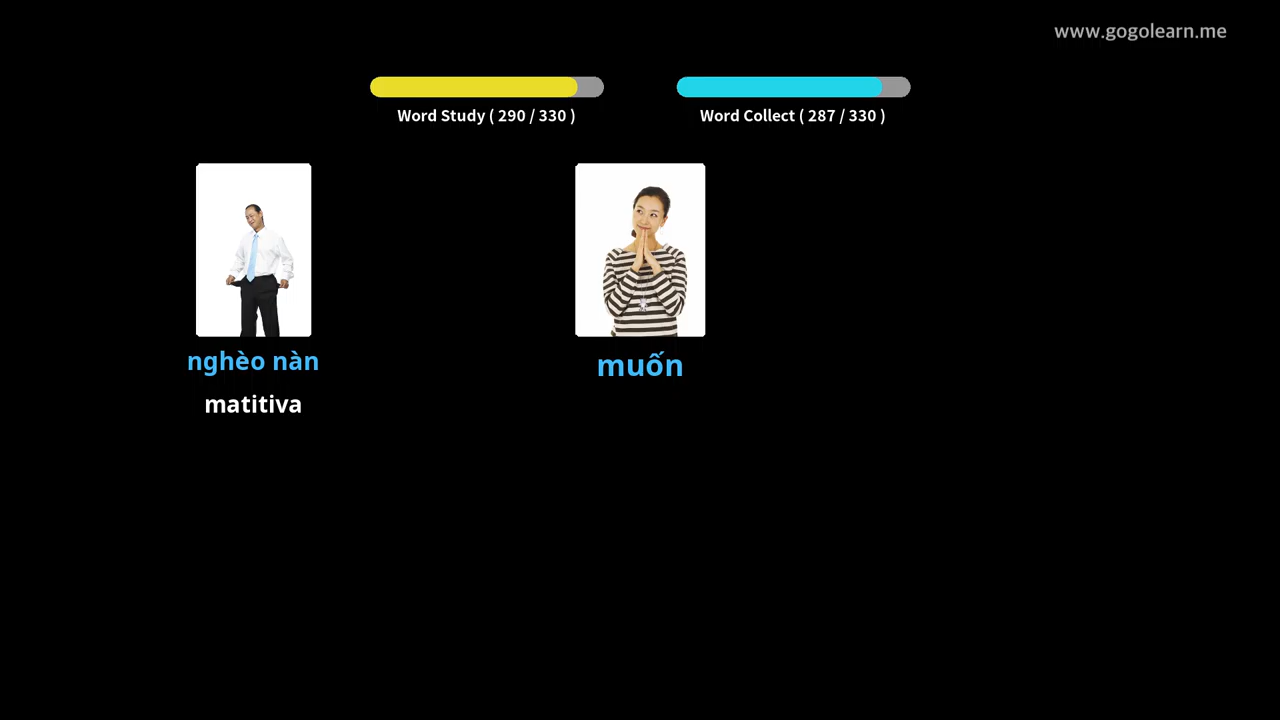 www.gogolearn.me
Word Study ( 290 / 330 )
Word Collect ( 287 / 330 )
nghèo nàn
muốn
matitiva